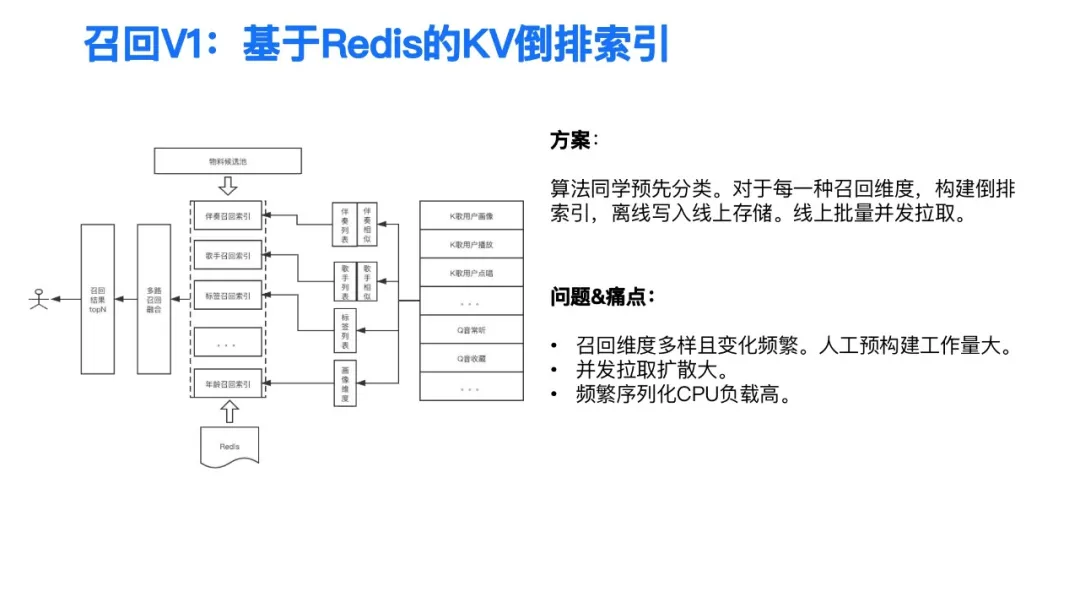 召回V1：基于Redis的KV倒排索引
物料候选池
伴奏召回索引
歌手召回索引
标签召回索引
...
年龄召回索引
Redis
召回结果topN
多路召回融合
伴奏列表
伴奏相似
歌手列表
歌手相似
标签列表
画像维度
K歌用户画像
K歌用户播放
K歌用户点唱
...
Q音常听
Q音收藏
...
方案：
算法同学预先分类。对于每一种召回维度，构建倒排
索引，离线写入线上存储。线上批量并发拉取。
问题&痛点：
• 召回维度多样且变化频繁。人工预构建工作量大。
• 并发拉取扩散大。
• 频繁序列化CPU负载高。